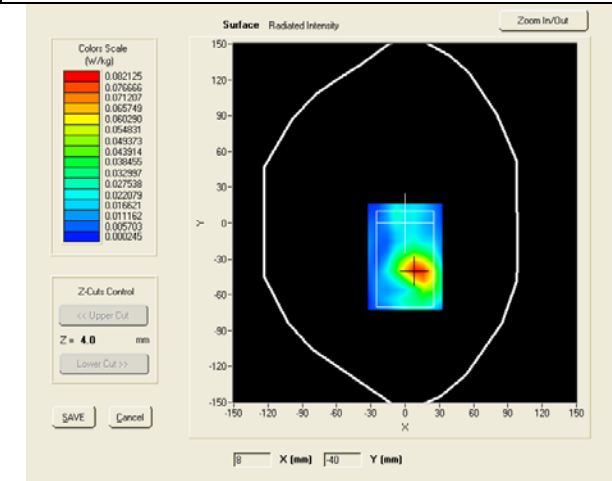 Surface Radiated Intensity
Zoom In/Out
Colors Scale
(W/kg)
0.082125
0.076666
0.071207
0.065749
0.060290
0.054831
0.049373
0.043914
0.038455
0.032997
0.027538
0.022079
0.016621
0.011162
0.005703
0.000245
Z-Cuts Control
<< Upper Cut
Z = 4.0 mm
Lower Cut >>
SAVE Cancel
150
120
90
60
30
0
-30
-60
-90
-120
-150
Y
-150 -120 -90 -60 -30 0 30 60 90 120 150
X
8 X (mm) -40 Y (mm)